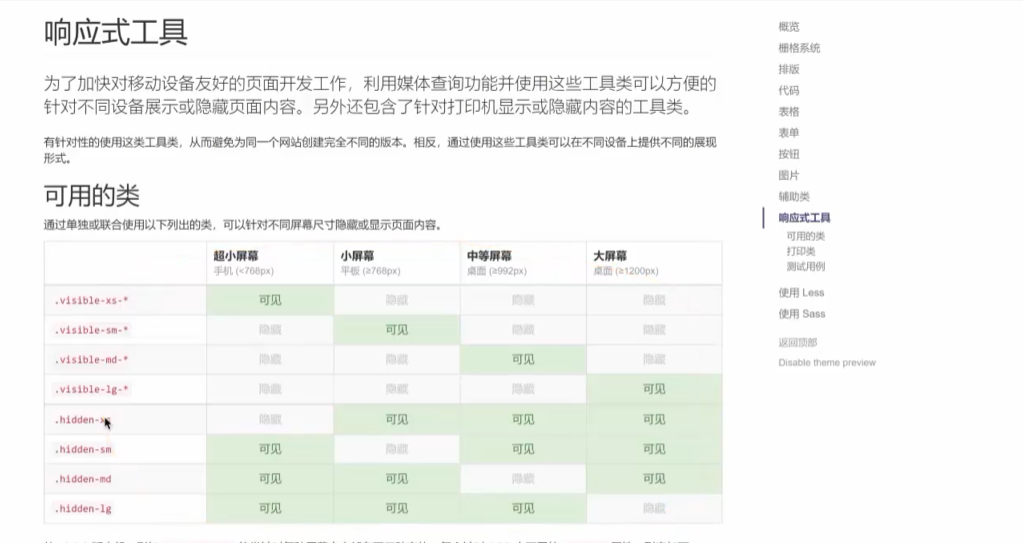 响应式工具
为了加快对移动设备友好的页面开发工作，利用媒体查询功能并使用这些工具类可以方便的
针对不同设备展示或隐藏页面内容。另外还包含了针对打印机显示或隐藏内容的工具类。
有针对性的使用这类工具类，从而避免为同一个网站创建完全不同的版本。相反，通过使用这些工具类可以在不同设备上提供不同的展现
形式。
可用的类
通过单独或联合使用以下列出的类，可以针对不同屏幕尺寸隐藏或显示页面内容。
超小屏幕 小屏幕 中等屏幕 大屏幕
手机 (<768px) 平板 (≥768px) 桌面 (≥992px) 桌面 (≥1200px)
.visible-xs-* 可见 隐藏 隐藏 隐藏
.visible-sm-* 隐藏 可见 隐藏 隐藏
.visible-md-* 隐藏 隐藏 可见 隐藏
.visible-lg-* 隐藏 隐藏 隐藏 可见
.hidden-xs 隐藏 可见 可见 可见
.hidden-sm 可见 隐藏 可见 可见
.hidden-md 可见 可见 隐藏 可见
.hidden-lg 可见 可见 可见 隐藏
概览
栅格系统
排版
代码
表格
表单
按钮
图片
辅助类
响应式工具
可用的类
打印类
测试用例
使用 Less
使用 Sass
返回顶部
Disable theme preview